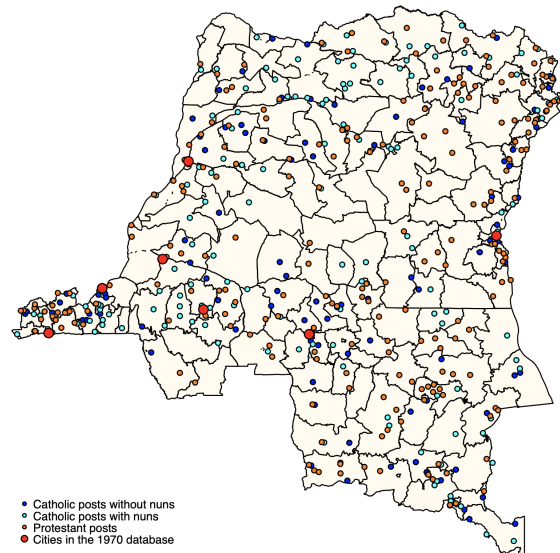 Catholic posts without nuns
Catholic posts with nuns
Protestant posts
Cities in the 1970 database